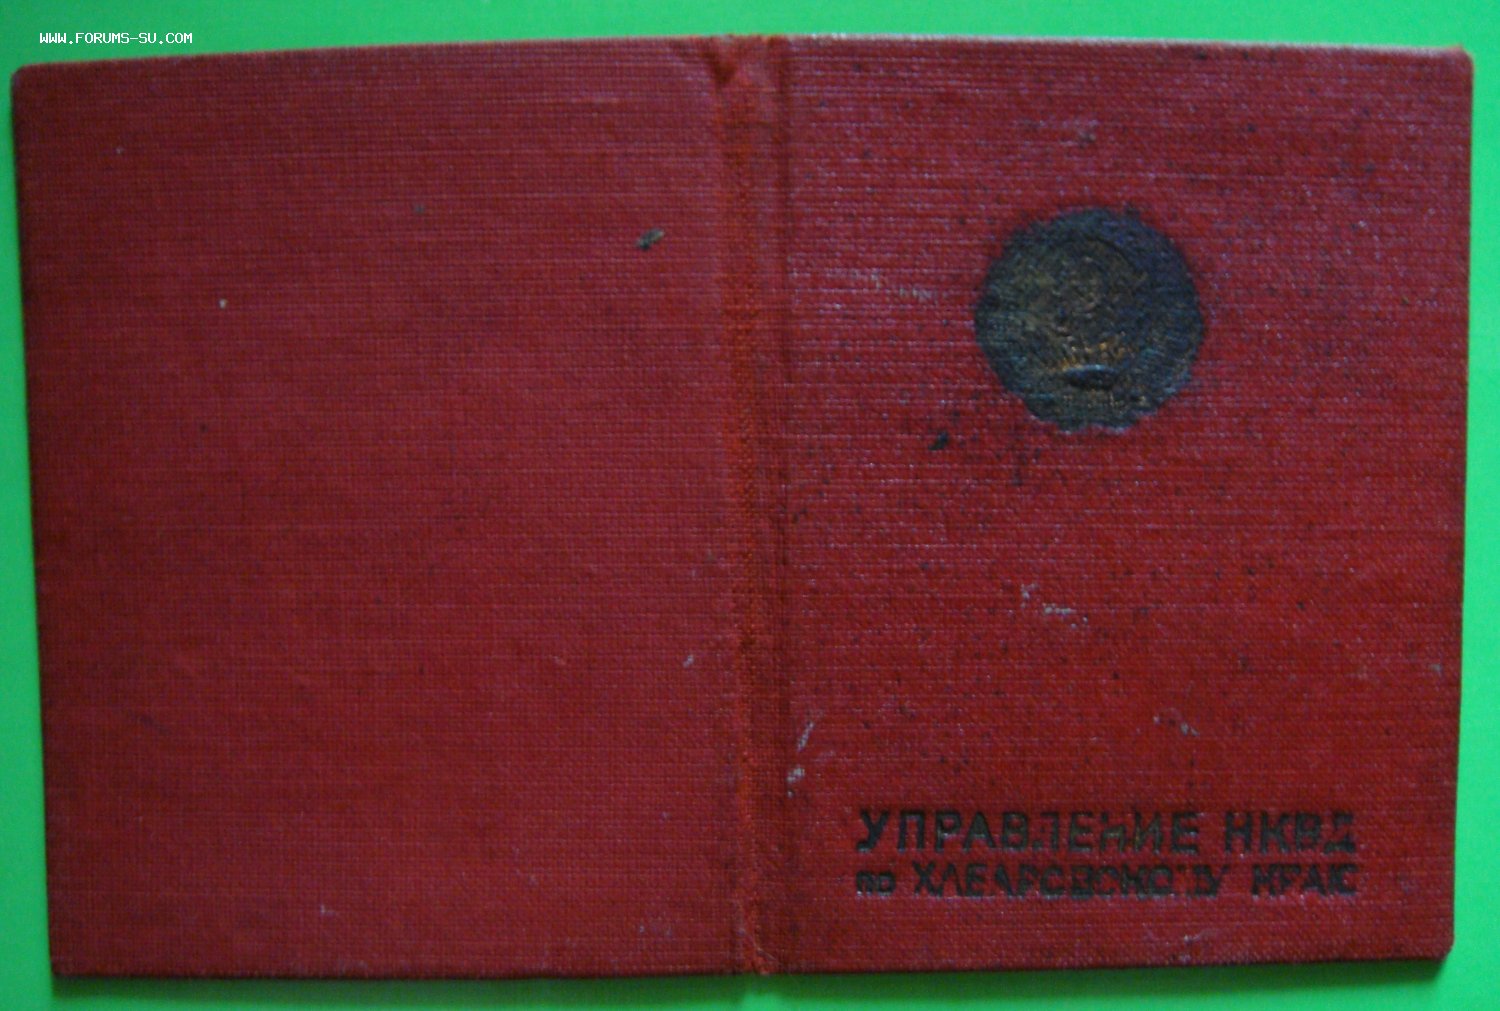 WWW.FORUMS-SU.COM
УПРАВЛЕНИЕ НКВД
по ХАБАРОВСКОМУ КРАЮ